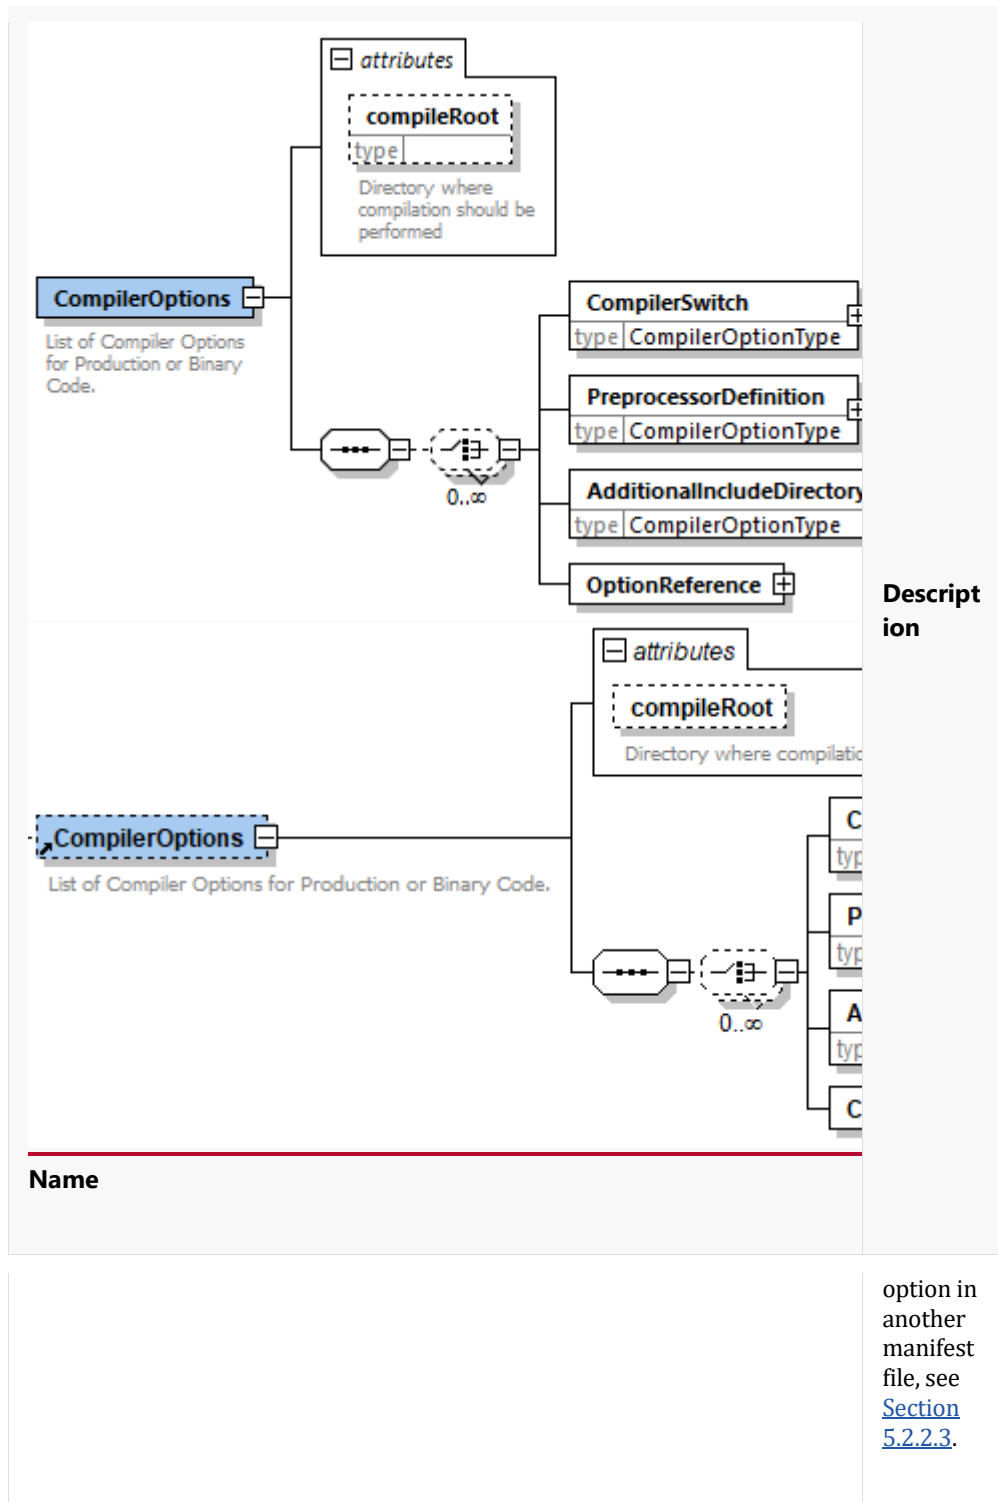 attributes
compileRoot
type
Directory where
compilation should be
performed
CompilerOptions
List of Compiler Options
for Production or Binary
Code.
CompilerSwitch
type CompilerOptionType
PreprocessorDefinition
type CompilerOptionType
0..∞
AdditionalIncludeDirectory
type CompilerOptionType
OptionReference
Descript
ion
attributes
compileRoot
Directory where compilatio
CompilerOptions
List of Compiler Options for Production or Binary Code.
C
typ
P
typ
0..∞
A
typ
C
Name
option in
another
manifest
file, see
Section
5.2.2.3.